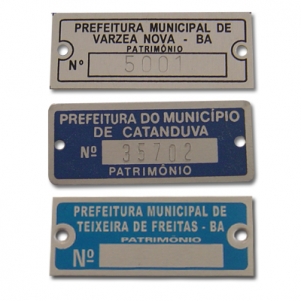 PREFEITURA MUNICIPAL DE
VARZEA NOVA - BA
PATRIMÔNIO
Nº 5001
PREFEITURA DO MUNICÍPIO
DE CATANDUVA
Nº 35702
PATRIMÔNIO
PREFEITURA MUNICIPAL DE
TEIXEIRA DE FREITAS - BA
PATRIMÔNIO
Nº